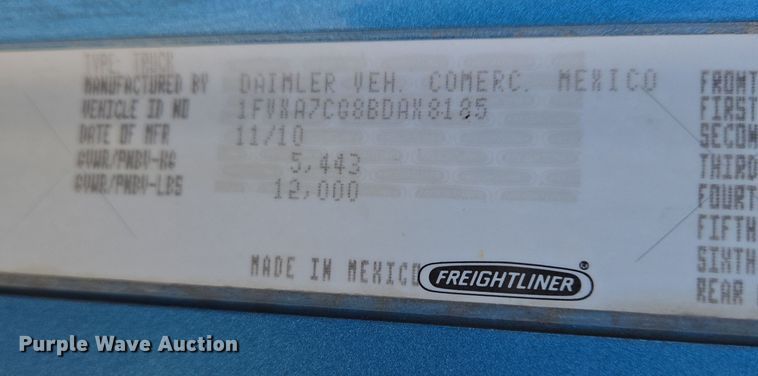 TYPE: TRUCK
MANUFACTURED BY DAIMLER VEH. COMERC. MEXICO
VEHICLE ID NO 1FVXA7CG8BDAX8185
DATE OF MFR 11/10
GVWR/PNBV-KG 5,443
GVWR/PNBV-LBS 12,000
MADE IN MEXICO
FREIGHTLINER®
FRONT
FIRST
SECON
THIRD
FOURT
FIFTH
SIXTH
REAR
Purple Wave Auction